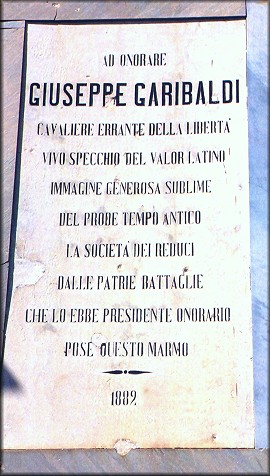 AD ONORARE
GIUSEPPE GARIBALDI
CAVALIERE ERRANTE DELLA LIBERTÀ
VIVO SPECCHIO DEL VALOR LATINO
IMMAGINE GENEROSA SUBLIME
DEL PROBE TEMPO ANTICO
LA SOCIETÀ DEI REDUCI
DALLE PATRIE BATTAGLIE
CHE LO EBBE PRESIDENTE ONORARIO
POSE QUESTO MARMO
1882